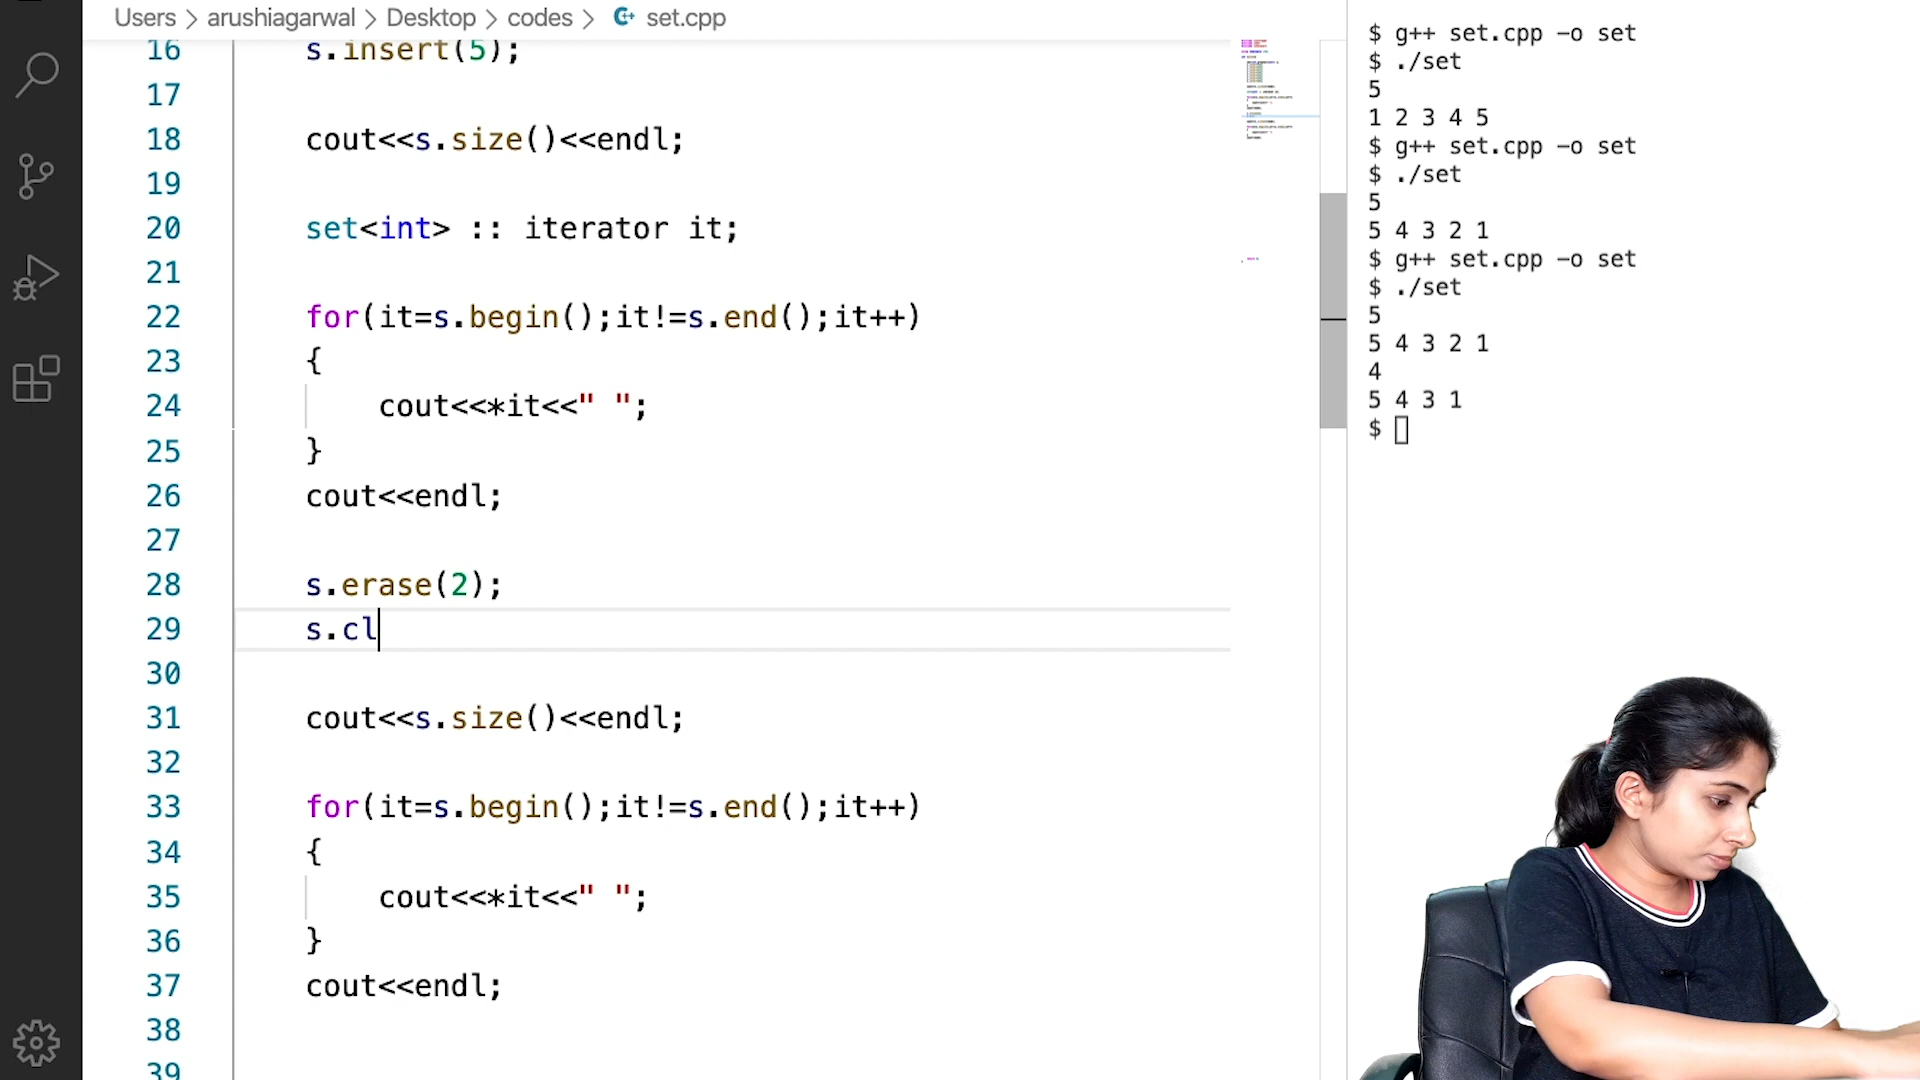 Users > arushiagarwal > Desktop > codes > set.cpp
16 s.insert(5);
17
18 cout<<s.size()<<endl;
19
20 set<int> :: iterator it;
21
22 for(it=s.begin();it!=s.end();it++)
23 {
24 cout<<*it<<" ";
25 }
26 cout<<endl;
27
28 s.erase(2);
29 s.cl
30
31 cout<<s.size()<<endl;
32
33 for(it=s.begin();it!=s.end();it++)
34 {
35 cout<<*it<<" ";
36 }
37 cout<<endl;
38
39
$ g++ set.cpp -o set
$ ./set
5
1 2 3 4 5
$ g++ set.cpp -o set
$ ./set
5
5 4 3 2 1
$ g++ set.cpp -o set
$ ./set
5
5 4 3 2 1
4
5 4 3 1
$